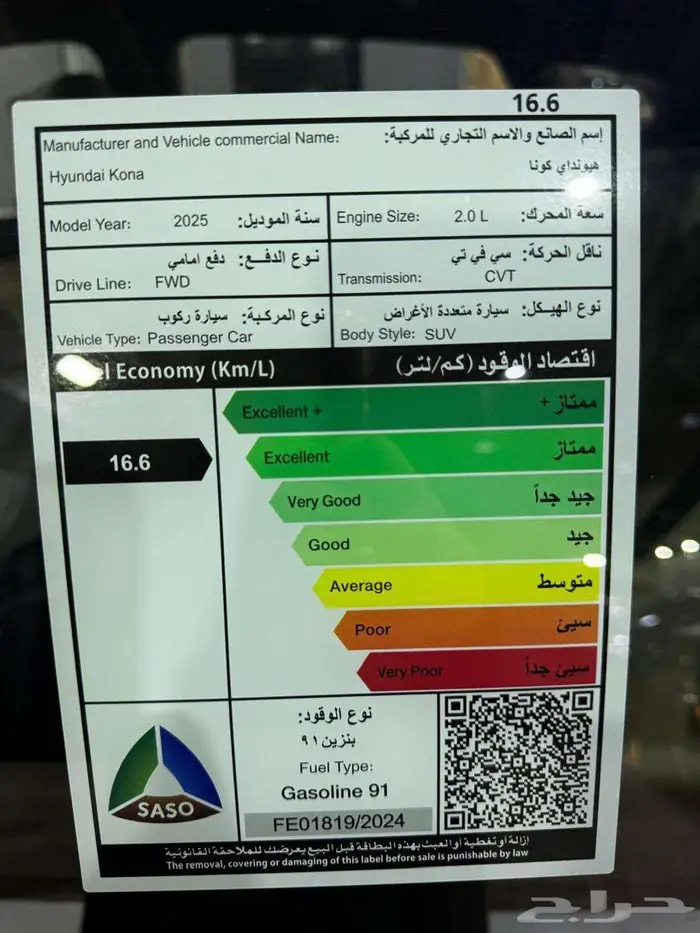 16.6
Manufacturer and Vehicle commercial Name: إسم الصانع والاسم التجاري للمركبة:
Hyundai Kona هيونداي كونا
Model Year: 2025 سنة الموديل:
Engine Size: 2.0 L سعة المحرك:
نوع الدفـع: دفع امامي
Drive Line: FWD
ناقل الحركة: سي في تي
Transmission: CVT
نوع المركبة: سيارة ركوب
Vehicle Type: Passenger Car
نوع الهيكل: سيارة متعددة الأغراض
Body Style: SUV
Economy (Km/L) اقتصاد الوقود (كم/لتر)
16.6
Excellent + ممتاز +
Excellent ممتاز
Very Good جيد جداً
Good جيد
Average متوسط
Poor سيئ
Very Poor سيئ جداً
SASO
نوع الوقود:
بنزين ٩١
Fuel Type:
Gasoline 91
FE01819/2024
إزالة أو تغطية أو العبث بهذه البطاقة قبل البيع يعرضك للملاحقة القانونية
The removal, covering or damaging of this label before sale is punishable by law
حراج